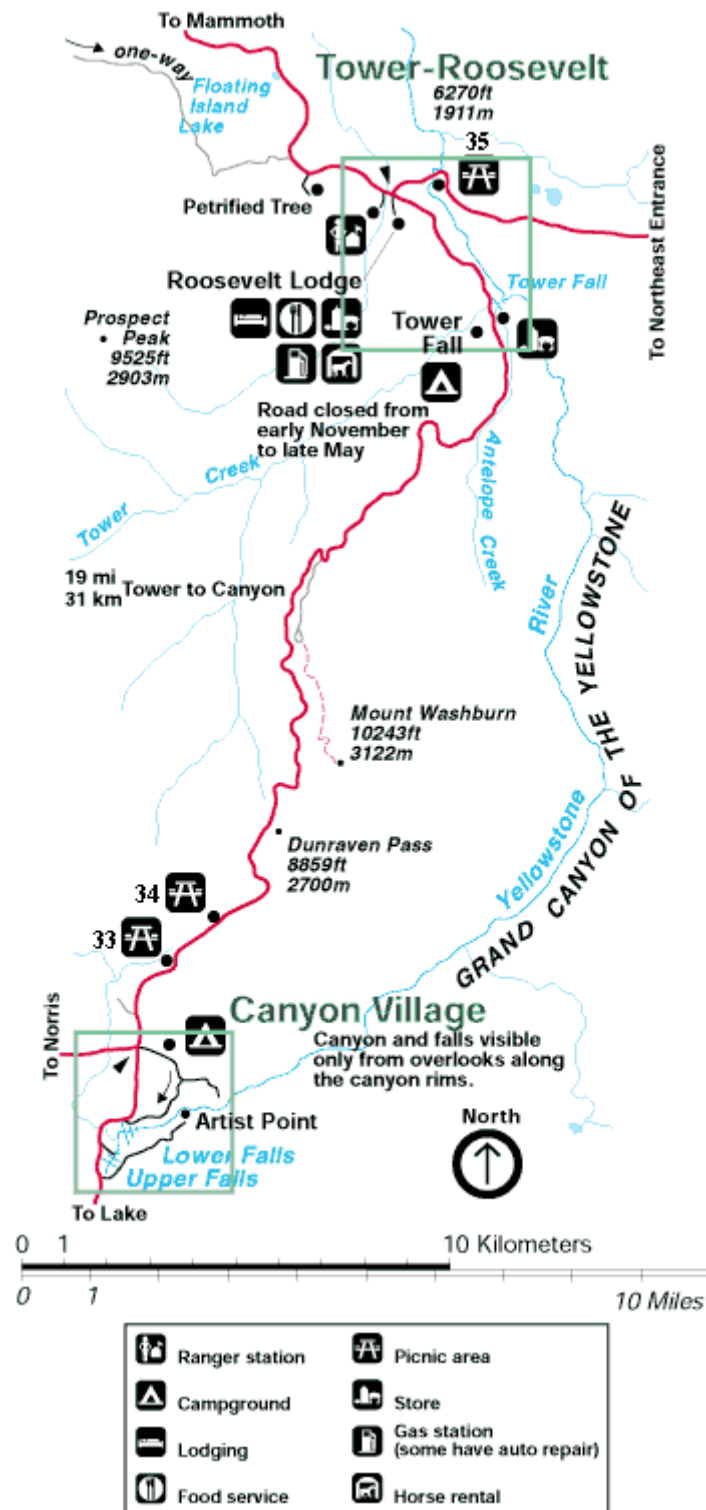 To Mammoth
one-way
Floating
Island
Lake
Tower-Roosevelt
6270ft
1911m
35
Petrified Tree
To Northeast Entrance
Roosevelt Lodge
Tower Fall
Prospect
Peak
9525ft
2903m
Tower
Fall
Road closed from
early November
to late May
Tower Creek
Antelope Creek
19 mi
31 km
Tower to Canyon
River
GRAND CANYON OF THE YELLOWSTONE
Mount Washburn
10243ft
3122m
Yellowstone
Dunraven Pass
8859ft
2700m
34
33
Canyon Village
To Norris
Canyon and falls visible
only from overlooks along
the canyon rims.
North
Artist Point
Lower Falls
Upper Falls
To Lake
0 1 10 Kilometers
0 1 10 Miles
Ranger station
Picnic area
Campground
Store
Lodging
Gas station
(some have auto repair)
Food service
Horse rental